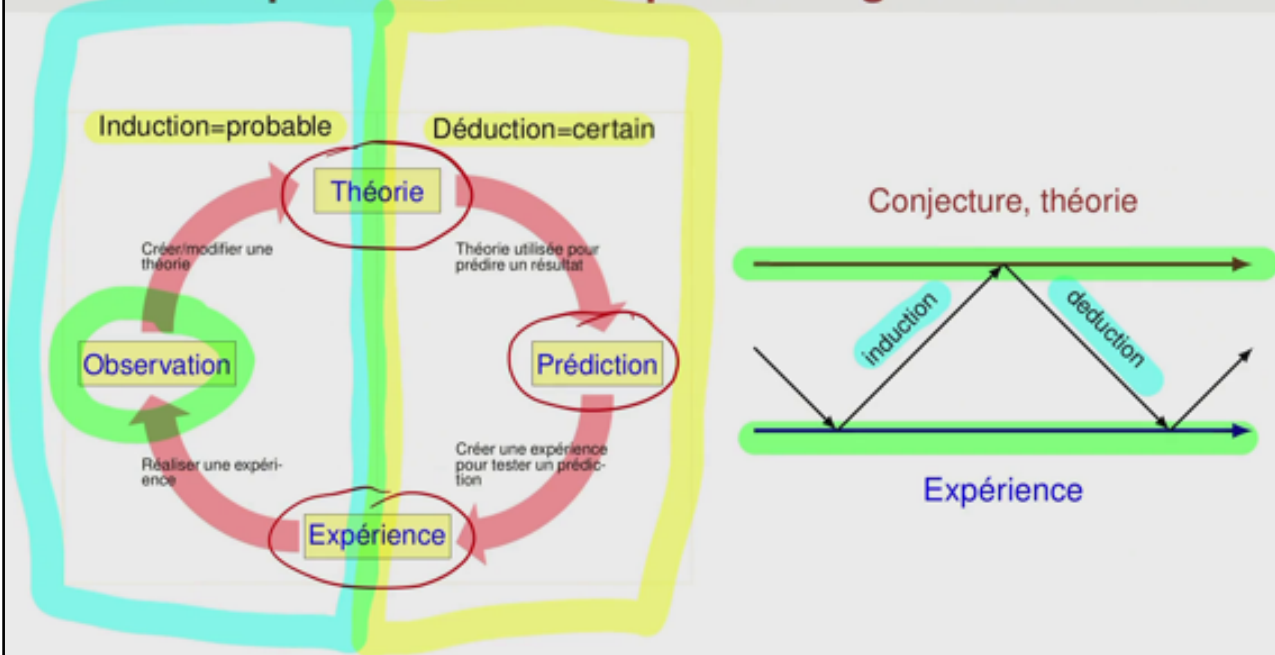 Induction=probable
Déduction=certain
Théorie
Créer/modifier une
théorie
Théorie utilisée pour
prédire un résultat
Observation
Prédiction
Réaliser une expéri-
ence
Créer une expérience
pour tester un prédic-
tion
Expérience
Conjecture, théorie
induction
deduction
Expérience